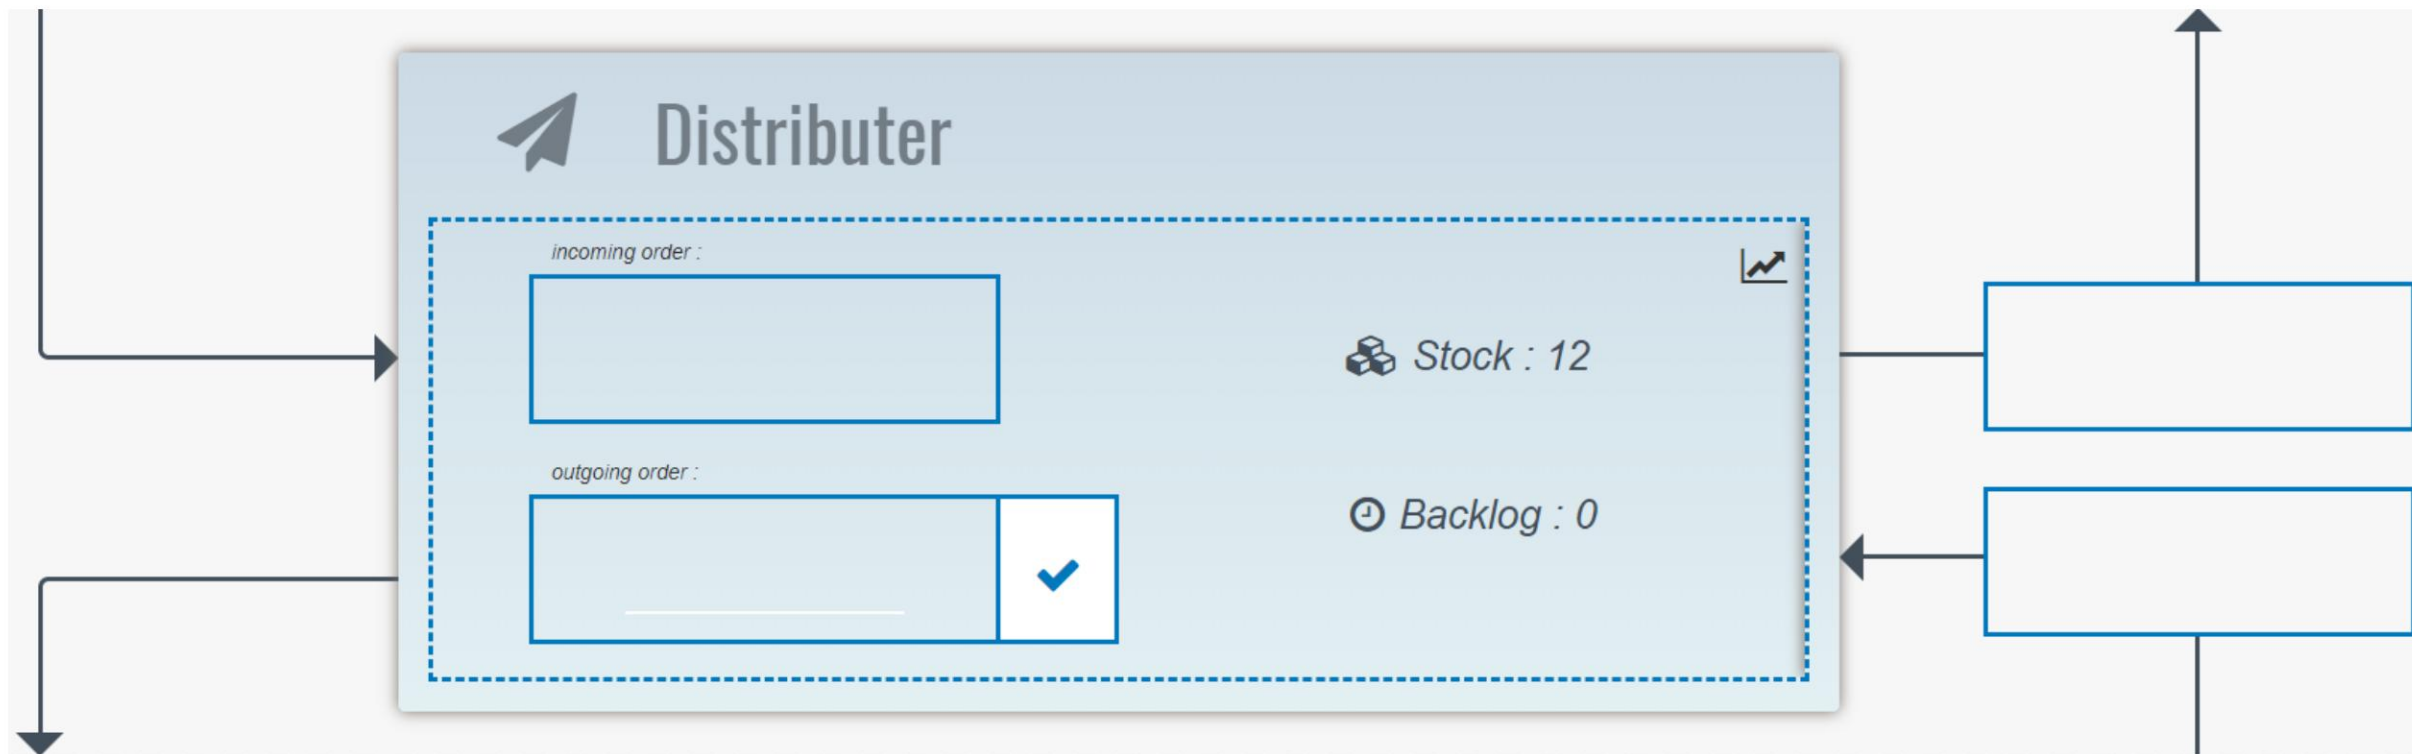 Distributer
incoming order :
Stock : 12
outgoing order :
Backlog : 0